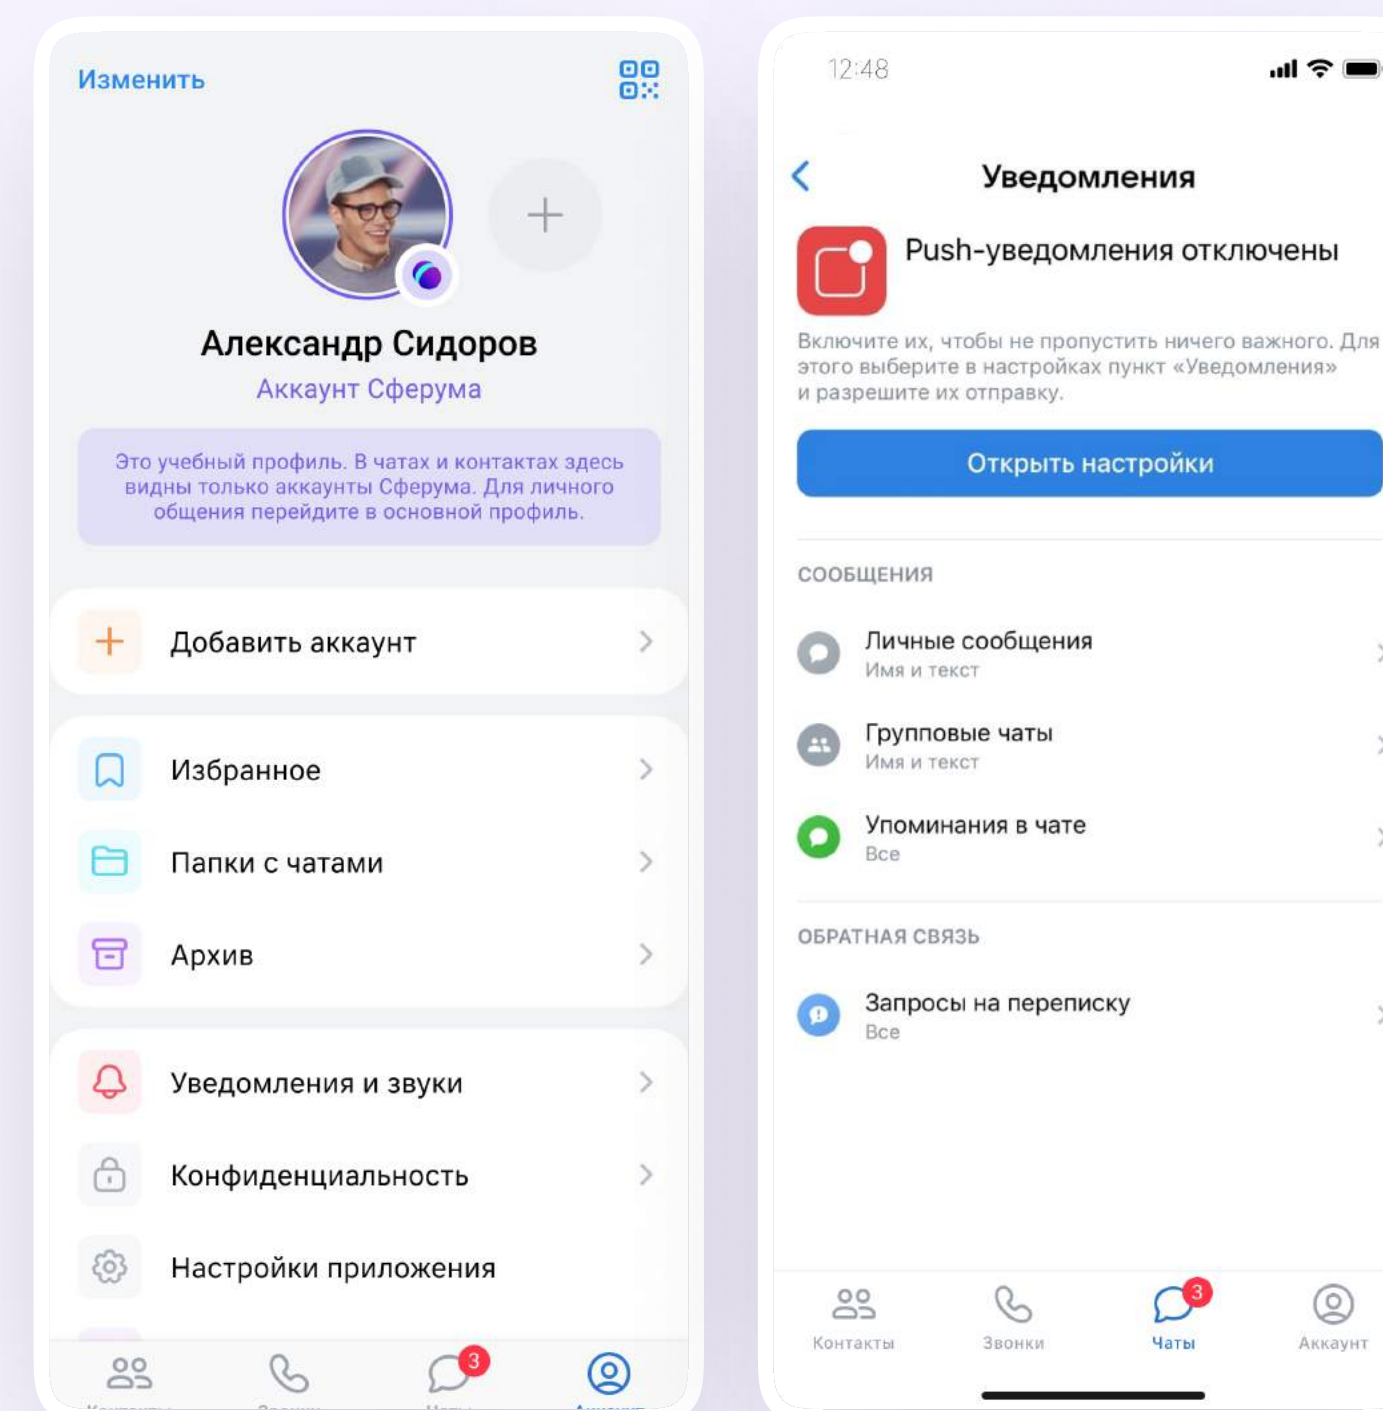 Изменить
Александр Сидоров
Аккаунт Сферума
Это учебный профиль. В чатах и контактах здесь
видны только аккаунты Сферума. Для личного
общения перейдите в основной профиль.
Добавить аккаунт
Избранное
Папки с чатами
Архив
Уведомления и звуки
Конфиденциальность
Настройки приложения
3
12:48
Уведомления
Push-уведомления отключены
Включите их, чтобы не пропустить ничего важного. Для
этого выберите в настройках пункт «Уведомления»
и разрешите их отправку.
Открыть настройки
СООБЩЕНИЯ
Личные сообщения
Имя и текст
Групповые чаты
Имя и текст
Упоминания в чате
Все
ОБРАТНАЯ СВЯЗЬ
Запросы на переписку
Все
3
Контакты Звонки Чаты Аккаунт